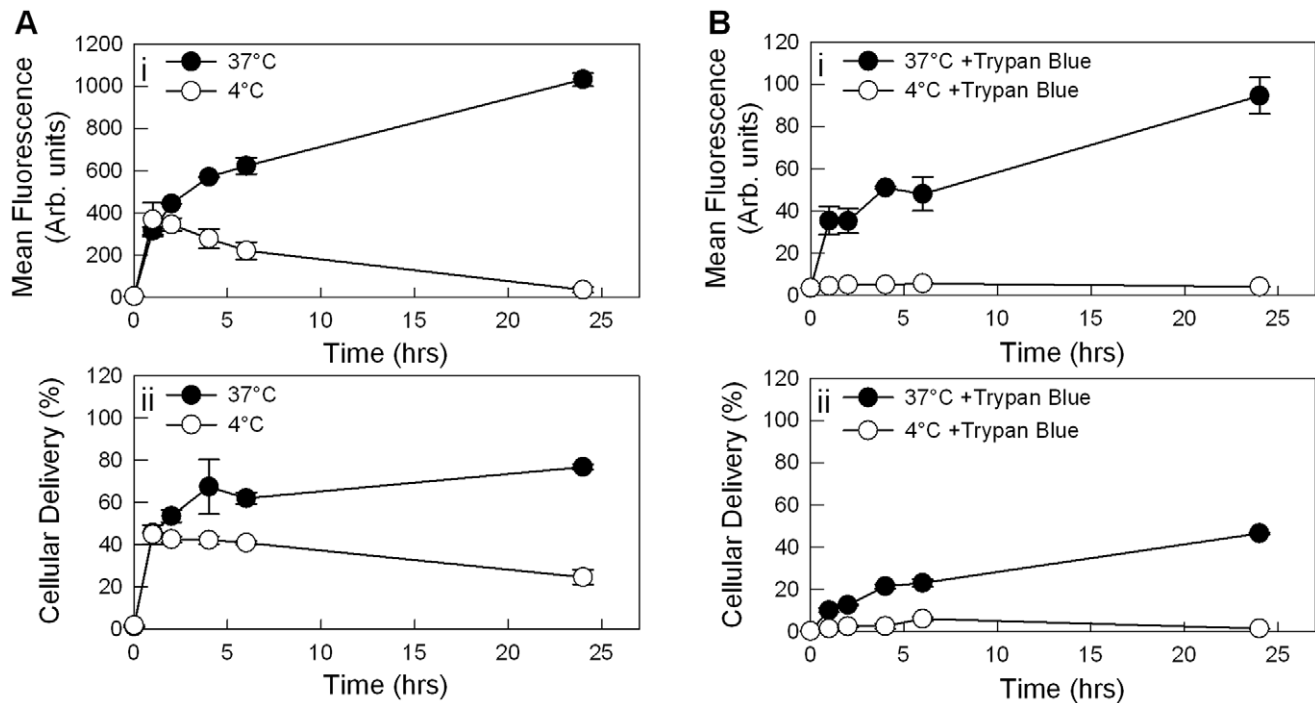 A
i
37°C
4°C
1200
1000
800
600
400
200
0
Mean Fluorescence
(Arb. units)
0 5 10 15 20 25
Time (hrs)
ii
37°C
4°C
120
100
80
60
40
20
0
Cellular Delivery (%)
0 5 10 15 20 25
Time (hrs)
B
i
37°C +Trypan Blue
4°C +Trypan Blue
120
100
80
60
40
20
0
Mean Fluorescence
(Arb. units)
0 5 10 15 20 25
Time (hrs)
ii
37°C +Trypan Blue
4°C +Trypan Blue
120
100
80
60
40
20
0
Cellular Delivery (%)
0 5 10 15 20 25
Time (hrs)